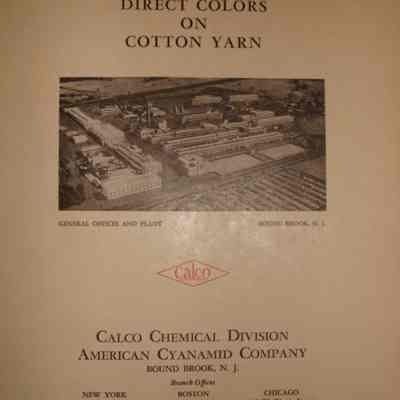 DIRECT COLORS
ON
COTTON YARN
GENERAL OFFICES AND PLANT BOUND BROOK, N. J.
Calco
CALCO CHEMICAL DIVISION
AMERICAN CYANAMID COMPANY
BOUND BROOK, N. J.
Branch Offices
NEW YORK BOSTON CHICAGO